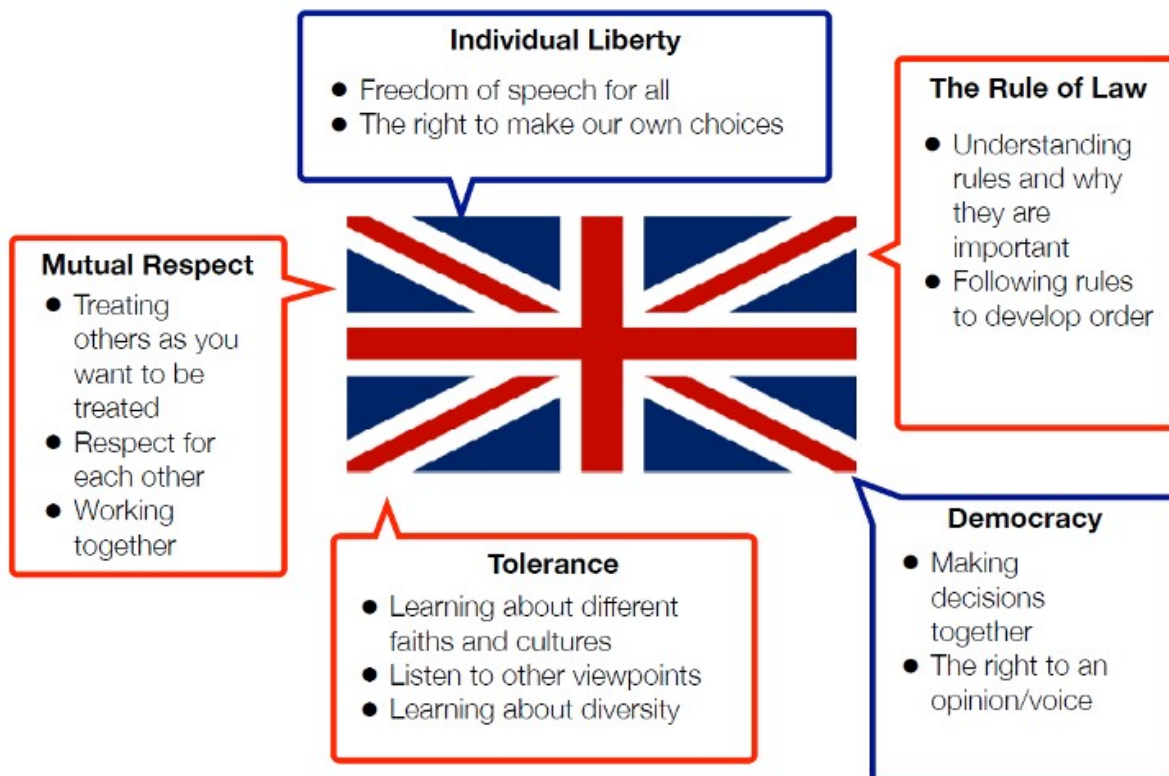 Individual Liberty
● Freedom of speech for all
● The right to make our own choices
The Rule of Law
● Understanding
rules and why
they are
important
● Following rules
to develop order
Mutual Respect
● Treating
others as you
want to be
treated
● Respect for
each other
● Working
together
Tolerance
● Learning about different
faiths and cultures
● Listen to other viewpoints
● Learning about diversity
Democracy
● Making
decisions
together
● The right to an
opinion/voice